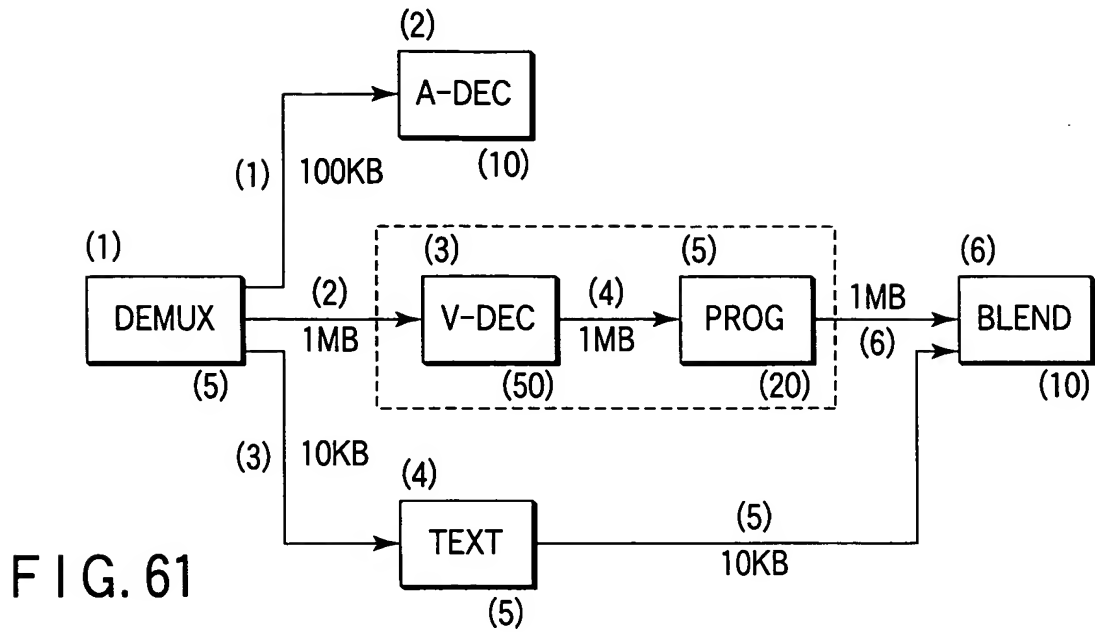 (2)
A-DEC
(10)
(1)
100KB
(1)
DEMUX
(5)
(2)
1MB
(3)
V-DEC
(50)
(4)
1MB
(5)
PROG
(20)
1MB
(6)
(6)
BLEND
(10)
(3)
10KB
(4)
TEXT
(5)
(5)
10KB
FIG. 61